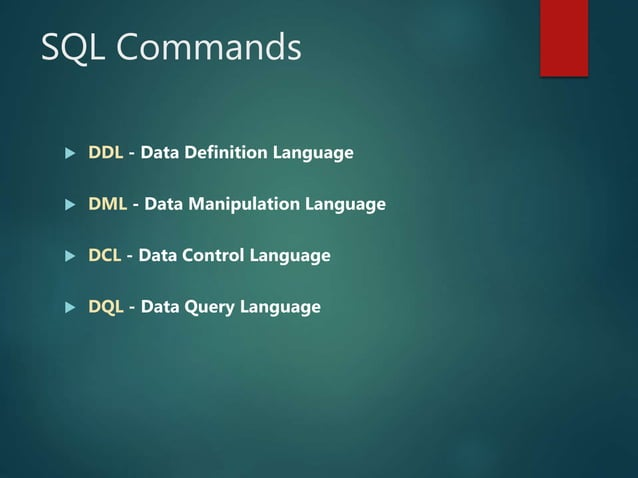 SQL Commands
DDL - Data Definition Language
DML - Data Manipulation Language
DCL - Data Control Language
DQL - Data Query Language